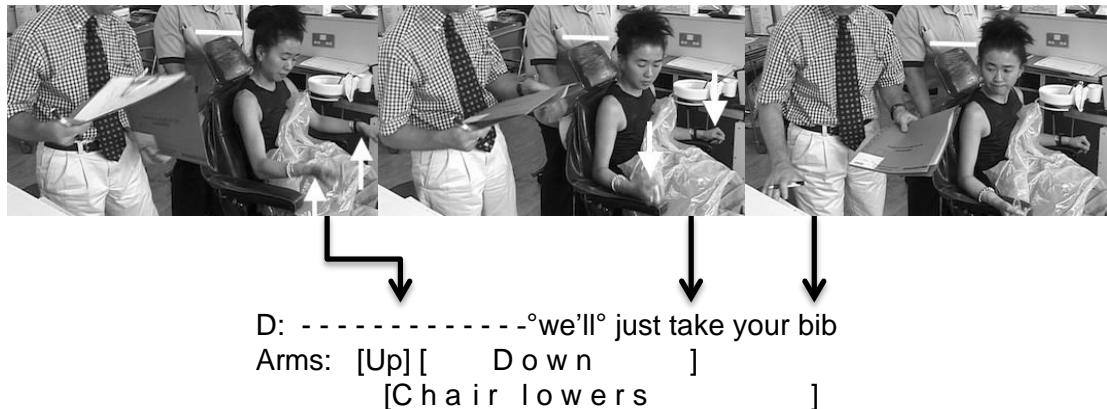 D: - - - - - - - - - - - - -°we’ll° just take your bib
Arms: [Up] [ D o w n ]
[C h a i r l o w e r s ]